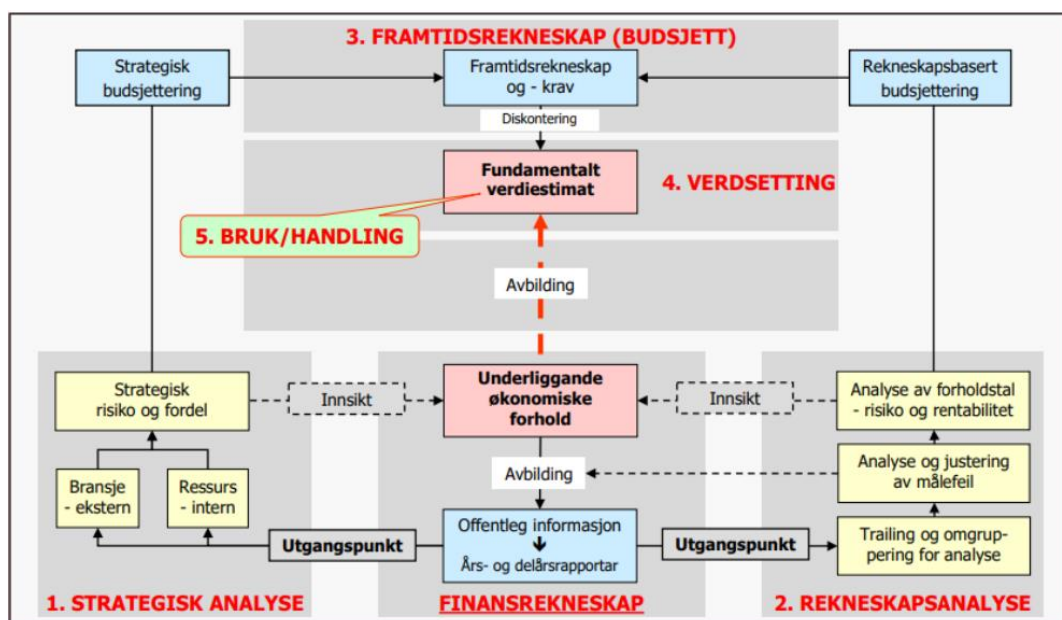 3. FRAMTIDSREKNESKAP (BUDSJETT)
Strategisk
budsjettering
Framtidsrekneskap
og - krav
Rekneskapsbasert
budsjettering
Diskontering
Fundamentalt
verdiestimat
4. VERDSETTING
5. BRUK/HANDLING
Avbilding
Strategisk
risiko og fordel
Innsikt
Underliggande
økonomiske
forhold
Innsikt
Analyse av forholdstal
- risiko og rentabilitet
Bransje
- ekstern
Ressurs
- intern
Avbilding
Analyse og justering
av målefeil
Utgangspunkt
Offentleg informasjon
Års- og delårsrapportar
Utgangspunkt
Trailing og omgrup-
pering for analyse
1. STRATEGISK ANALYSE
FINANSREKNESKAP
2. REKNESKAPSANALYSE